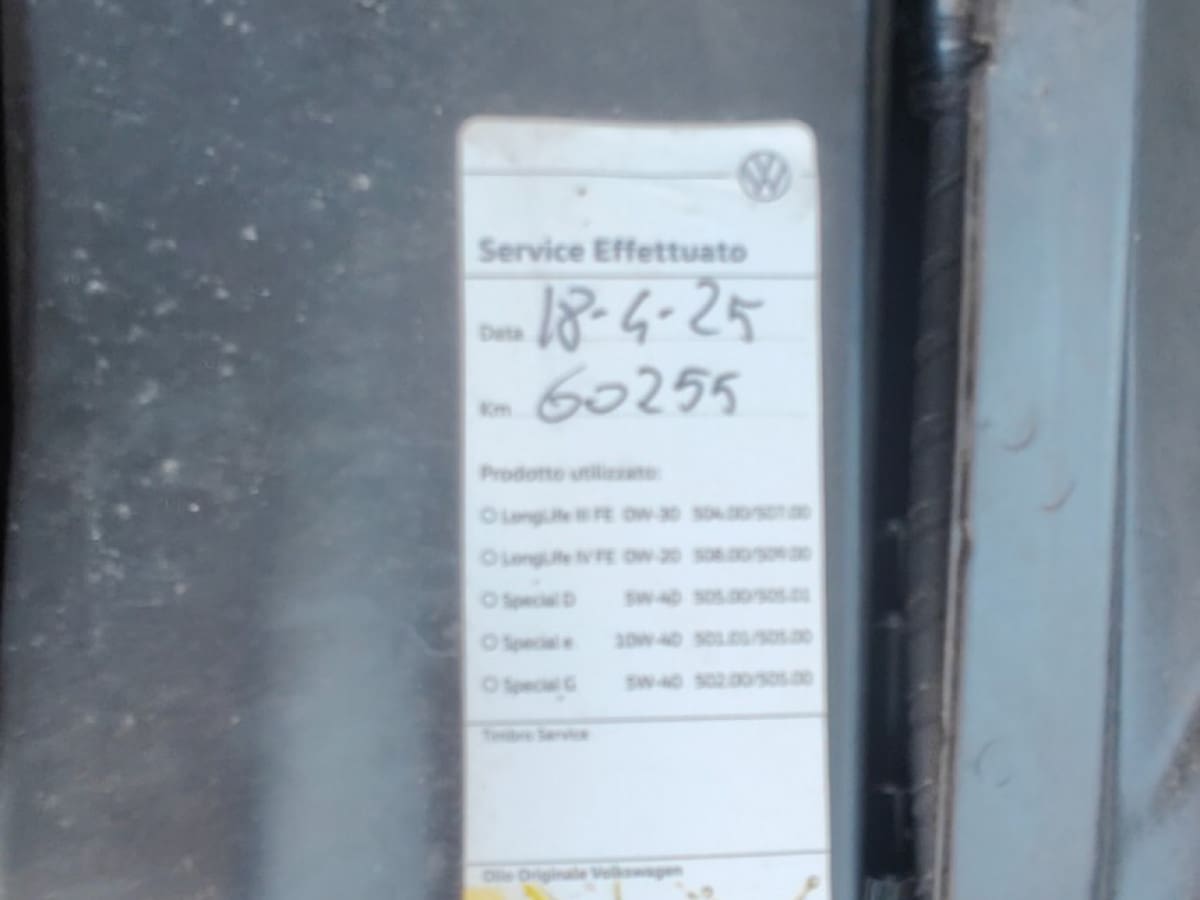 Service Effettuato
Data 18-4-25
Km 60255
Prodotto utilizzato:
LongLife III FE 0W-30 504.00/507.00
LongLife IV FE 0W-20 508.00/509.00
Special D 5W-40 505.00/505.01
Special e 10W-40 501.01/505.00
Special G 5W-40 502.00/505.00
Timbro Service
Olio Originale Volkswagen